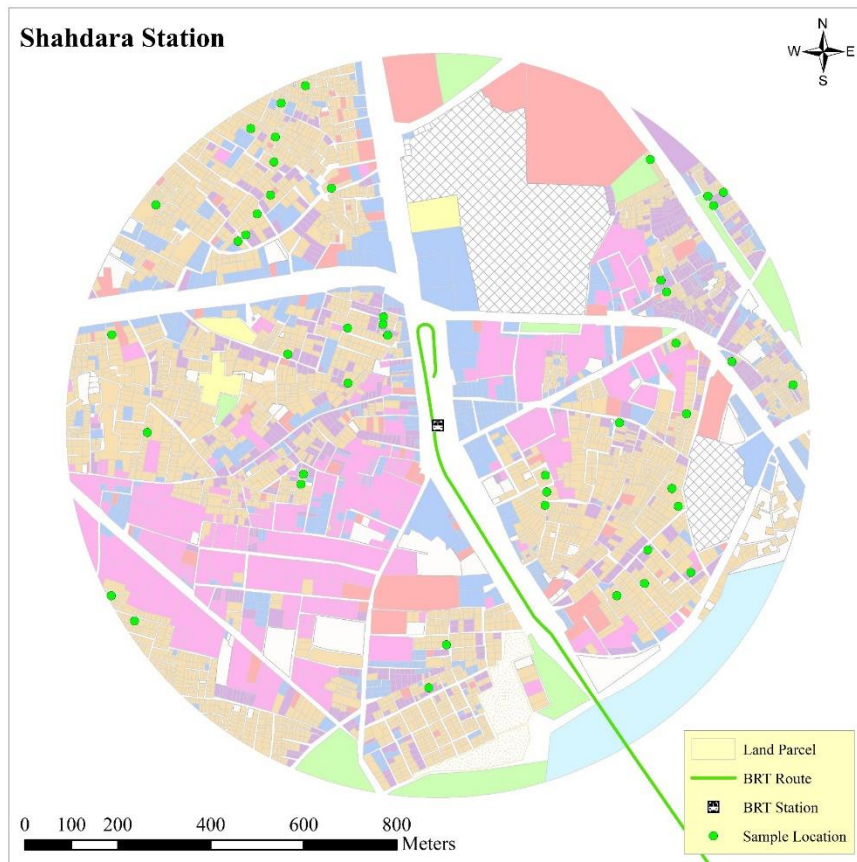 Shahdara Station
N
W E
S
Land Parcel
BRT Route
BRT Station
Sample Location
0 100 200 400 600 800
Meters